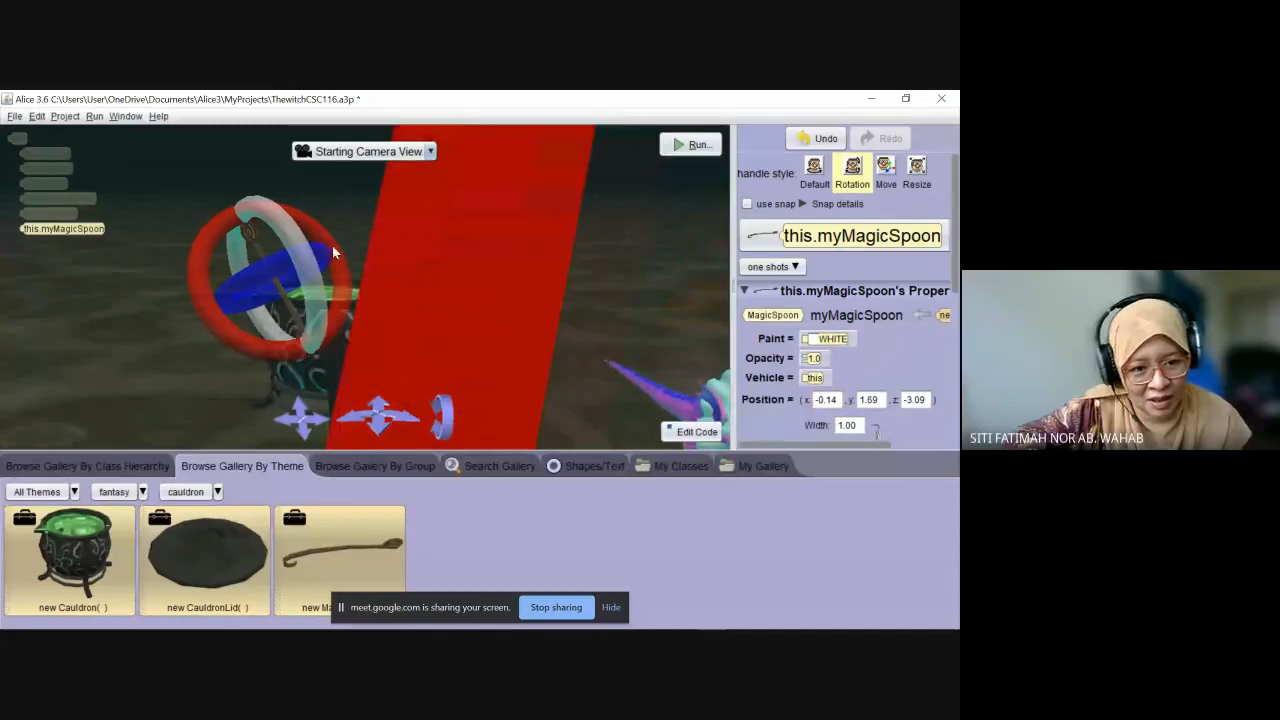 Alice 3.6 C:\Users\User\OneDrive\Documents\Alice3\MyProjects\ThewitchCSC116.a3p *
File Edit Project Run Window Help
Starting Camera View
Run...
Undo
Redo
handle style:
Default
Rotation
Move
Resize
use snap
Snap details
this.myMagicSpoon
this.myMagicSpoon
one shots
this.myMagicSpoon's Proper
MagicSpoon
myMagicSpoon
ne
Paint = WHITE
Opacity = 1.0
Vehicle = this
Position = ( x: -0.14 , y: 1.69 , z: -3.09 )
Width: 1.00
Edit Code
SITI FATIMAH NOR AB. WAHAB
Browse Gallery By Class Hierarchy
Browse Gallery By Theme
Browse Gallery By Group
Search Gallery
Shapes/Text
My Classes
My Gallery
All Themes
fantasy
cauldron
new Cauldron( )
new CauldronLid( )
new Ma
meet.google.com is sharing your screen.
Stop sharing
Hide